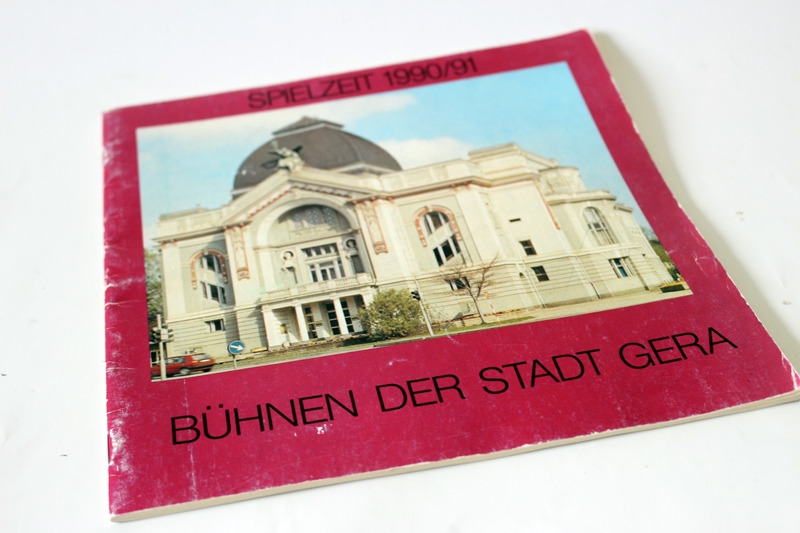 SPIELZEIT 1990/91
BÜHNEN DER STADT GERA